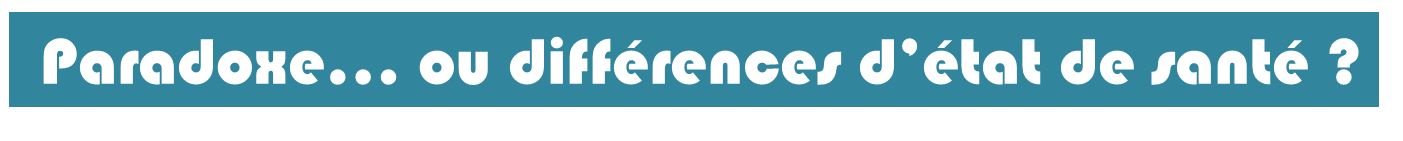 Paradoxe... ou différences d'état de santé ?